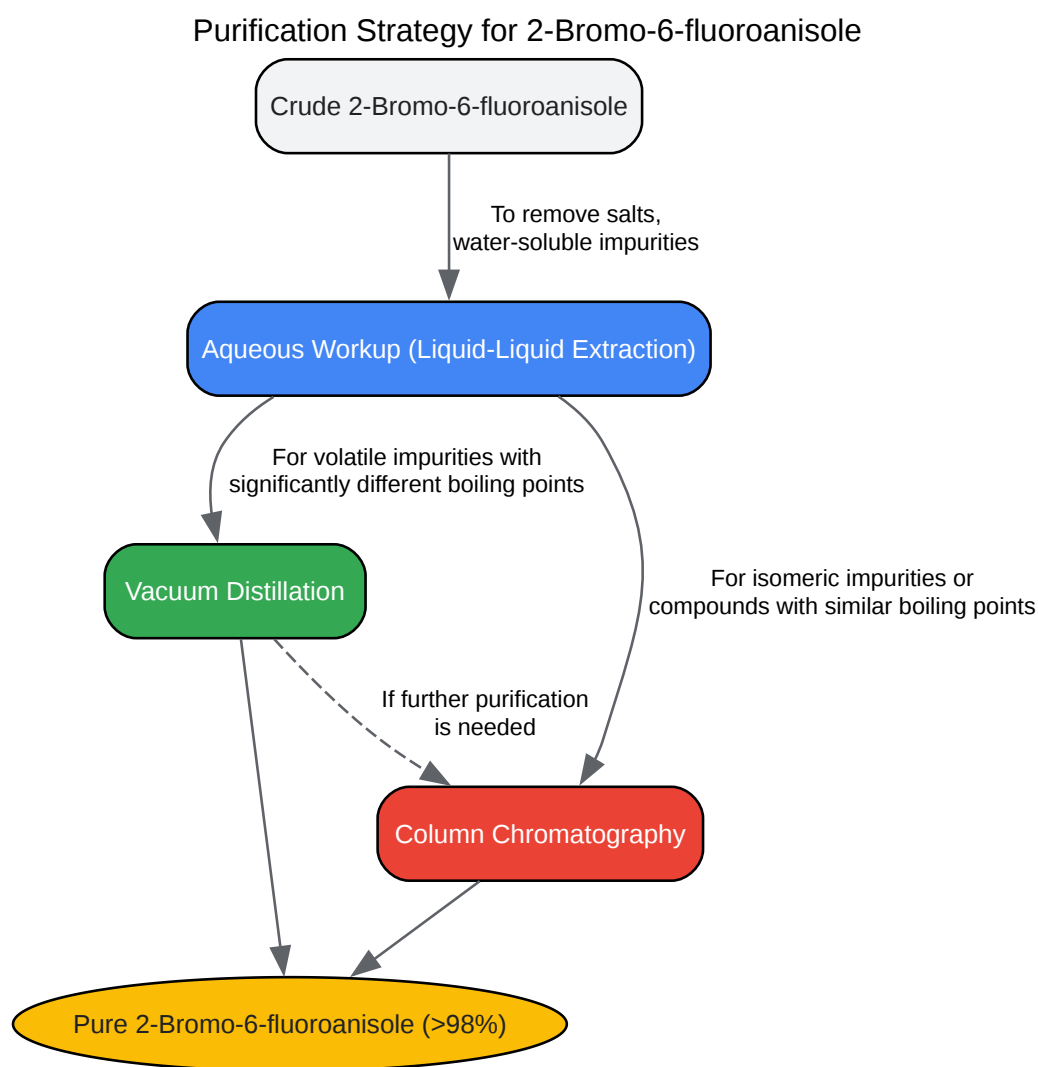 Purification Strategy for 2-Bromo-6-fluoroanisole
Crude 2-Bromo-6-fluoroanisole
To remove salts,
water-soluble impurities
Aqueous Workup (Liquid-Liquid Extraction)
For volatile impurities with
significantly different boiling points
Vacuum Distillation
For isomeric impurities or
compounds with similar boiling points
If further purification
is needed
Column Chromatography
Pure 2-Bromo-6-fluoroanisole (>98%)